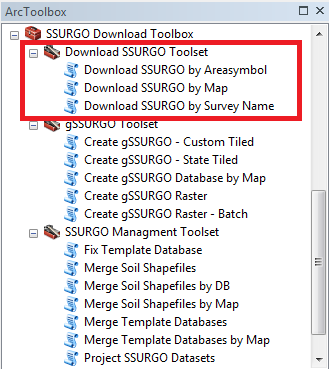 ArcToolbox
SSURGO Download Toolbox
Download SSURGO Toolset
Download SSURGO by Areasymbol
Download SSURGO by Map
Download SSURGO by Survey Name
gSSURGO Toolset
Create gSSURGO - Custom Tiled
Create gSSURGO - State Tiled
Create gSSURGO Database by Map
Create gSSURGO Raster
Create gSSURGO Raster - Batch
SSURGO Managment Toolset
Fix Template Database
Merge Soil Shapefiles
Merge Soil Shapefiles by DB
Merge Soil Shapefiles by Map
Merge Template Databases
Merge Template Databases by Map
Project SSURGO Datasets